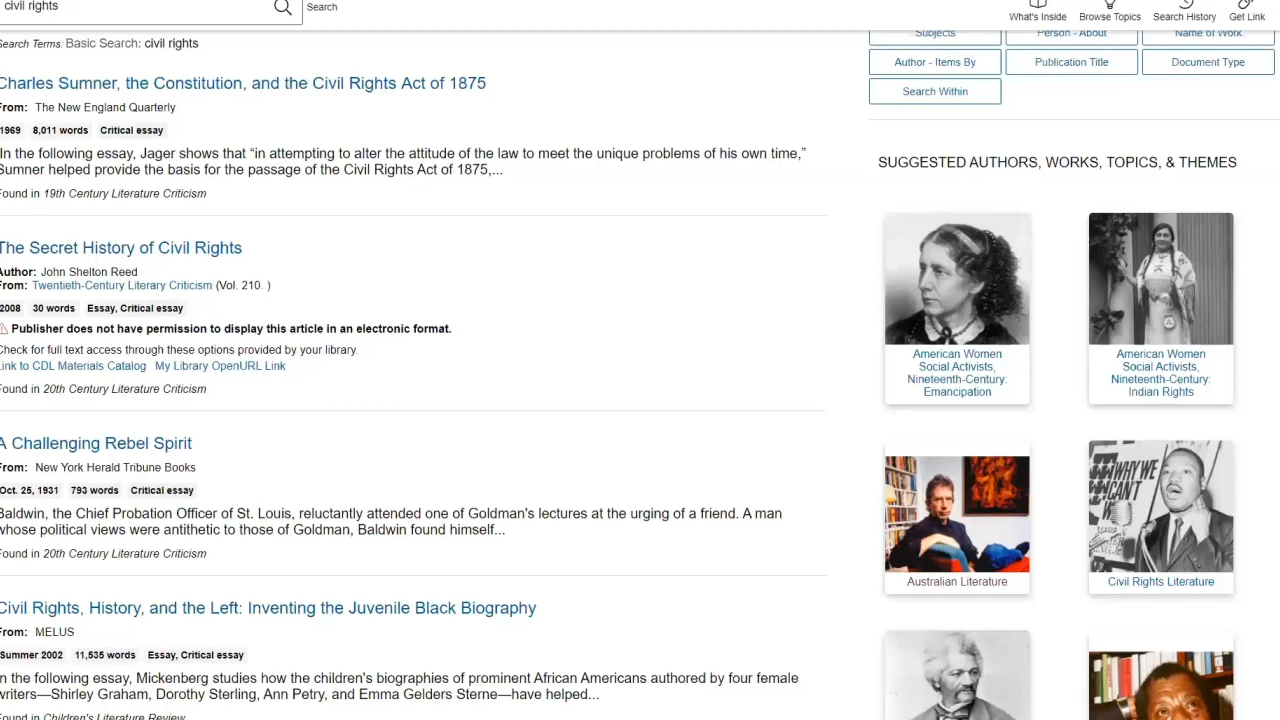 civil rights
Search
What's Inside
Browse Topics
Search History
Get Link
Search Terms: Basic Search: civil rights
Charles Sumner, the Constitution, and the Civil Rights Act of 1875
From: The New England Quarterly
1969 8,011 words Critical essay
In the following essay, Jager shows that “in attempting to alter the attitude of the law to meet the unique problems of his own time,”
Sumner helped provide the basis for the passage of the Civil Rights Act of 1875,...
Found in 19th Century Literature Criticism
The Secret History of Civil Rights
Author: John Shelton Reed
From: Twentieth-Century Literary Criticism (Vol. 210. )
2008 30 words Essay, Critical essay
Publisher does not have permission to display this article in an electronic format.
Check for full text access through these options provided by your library.
Link to CDL Materials Catalog My Library OpenURL Link
Found in 20th Century Literature Criticism
A Challenging Rebel Spirit
From: New York Herald Tribune Books
Oct. 25, 1931 793 words Critical essay
Baldwin, the Chief Probation Officer of St. Louis, reluctantly attended one of Goldman's lectures at the urging of a friend. A man
whose political views were antithetic to those of Goldman, Baldwin found himself...
Found in 20th Century Literature Criticism
Civil Rights, History, and the Left: Inventing the Juvenile Black Biography
From: MELUS
Summer 2002 11,535 words Essay, Critical essay
In the following essay, Mickenberg studies how the children's biographies of prominent African Americans authored by four female
writers—Shirley Graham, Dorothy Sterling, Ann Petry, and Emma Gelders Sterne—have helped...
Found in Children's Literature Review
Subjects
Person - About
Name of Work
Author - Items By
Publication Title
Document Type
Search Within
SUGGESTED AUTHORS, WORKS, TOPICS, & THEMES
American Women
Social Activists,
Nineteenth-Century:
Emancipation
American Women
Social Activists,
Nineteenth-Century:
Indian Rights
WHY WE
CAN'T
Australian Literature
Civil Rights Literature